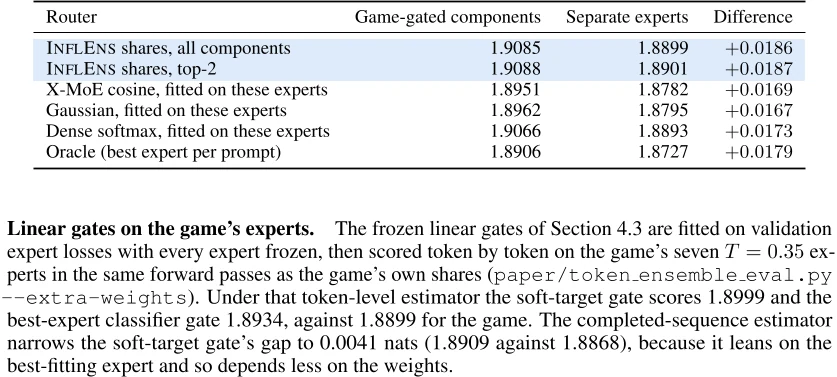 Router Game-gated components Separate experts Difference
INFLENS shares, all components 1.9085 1.8899 +0.0186
INFLENS shares, top-2 1.9088 1.8901 +0.0187
X-MoE cosine, fitted on these experts 1.8951 1.8782 +0.0169
Gaussian, fitted on these experts 1.8962 1.8795 +0.0167
Dense softmax, fitted on these experts 1.9066 1.8893 +0.0173
Oracle (best expert per prompt) 1.8906 1.8727 +0.0179
Linear gates on the game's experts. The frozen linear gates of Section 4.3 are fitted on validation
expert losses with every expert frozen, then scored token by token on the game's seven T = 0.35 ex-
perts in the same forward passes as the game's own shares (paper/token_ensemble_eval.py
--extra-weights). Under that token-level estimator the soft-target gate scores 1.8999 and the
best-expert classifier gate 1.8934, against 1.8899 for the game. The completed-sequence estimator
narrows the soft-target gate's gap to 0.0041 nats (1.8909 against 1.8868), because it leans on the
best-fitting expert and so depends less on the weights.